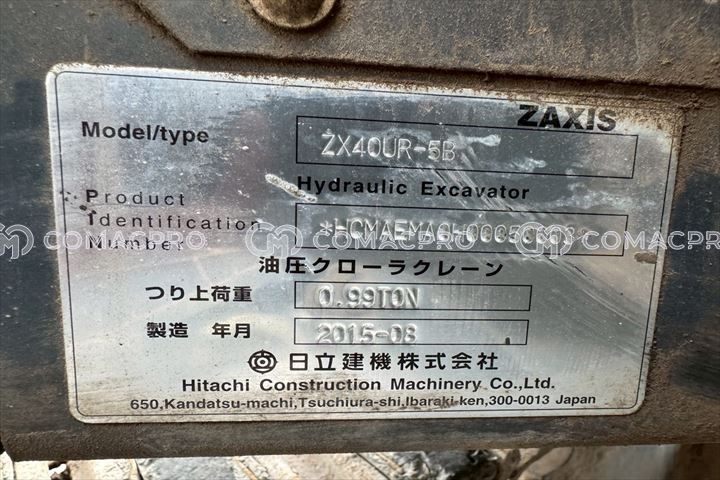 ZAXIS
Model/type ZX40UR-5B
Hydraulic Excavator
Product
Identification
Number
油圧クローラクレーン
つり上荷重 0.99TON
製造 年月 2015-08
日立建機株式会社
Hitachi Construction Machinery Co.,Ltd.
650,Kandatsu-machi,Tsuchiura-shi,Ibaraki-ken,300-0013 Japan
COMACPRO COMACPRO COMACPRO